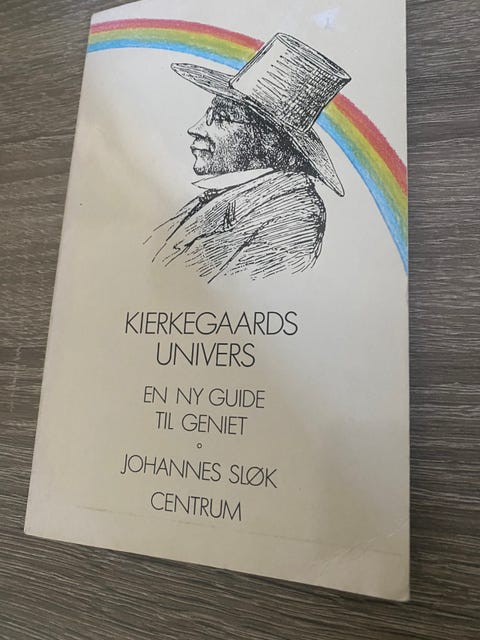 KIERKEGAARDS
UNIVERS
EN NY GUIDE
TIL GENIET
JOHANNES SLØK
CENTRUM